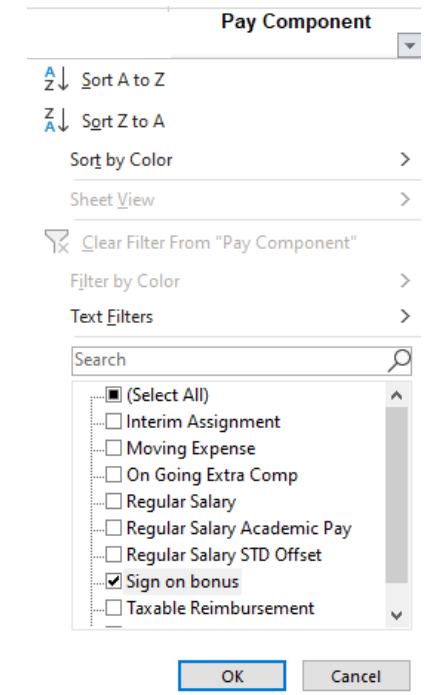 Pay Component
Sort A to Z
Sort Z to A
Sort by Color
Sheet View
Clear Filter From "Pay Component"
Filter by Color
Text Filters
Search
(Select All)
Interim Assignment
Moving Expense
On Going Extra Comp
Regular Salary
Regular Salary Academic Pay
Regular Salary STD Offset
Sign on bonus
Taxable Reimbursement
OK Cancel